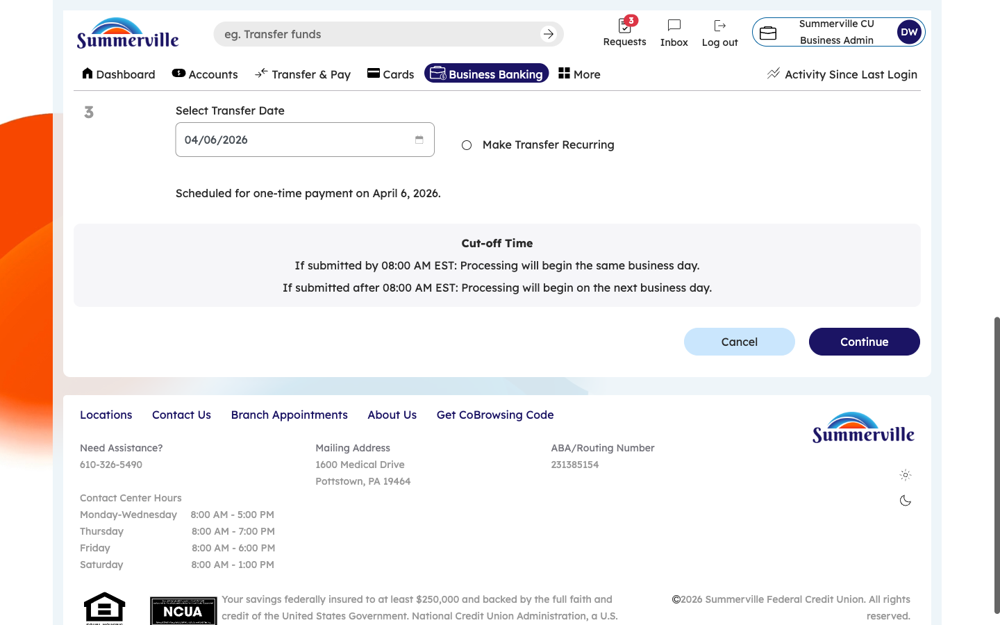 Summerville
eg. Transfer funds
3
Requests
Inbox
Log out
Summerville CU
Business Admin
DW
Dashboard
Accounts
Transfer & Pay
Cards
Business Banking
More
Activity Since Last Login
3
Select Transfer Date
04/06/2026
Make Transfer Recurring
Scheduled for one-time payment on April 6, 2026.
Cut-off Time
If submitted by 08:00 AM EST: Processing will begin the same business day.
If submitted after 08:00 AM EST: Processing will begin on the next business day.
Cancel
Continue
Locations
Contact Us
Branch Appointments
About Us
Get CoBrowsing Code
Summerville
Need Assistance?
610-326-5490
Mailing Address
1600 Medical Drive
Pottstown, PA 19464
ABA/Routing Number
231385154
Contact Center Hours
Monday-Wednesday 8:00 AM - 5:00 PM
Thursday 8:00 AM - 7:00 PM
Friday 8:00 AM - 6:00 PM
Saturday 8:00 AM - 1:00 PM
NCUA
Your savings federally insured to at least $250,000 and backed by the full faith and
credit of the United States Government. National Credit Union Administration, a U.S.
©2026 Summerville Federal Credit Union. All rights
reserved.